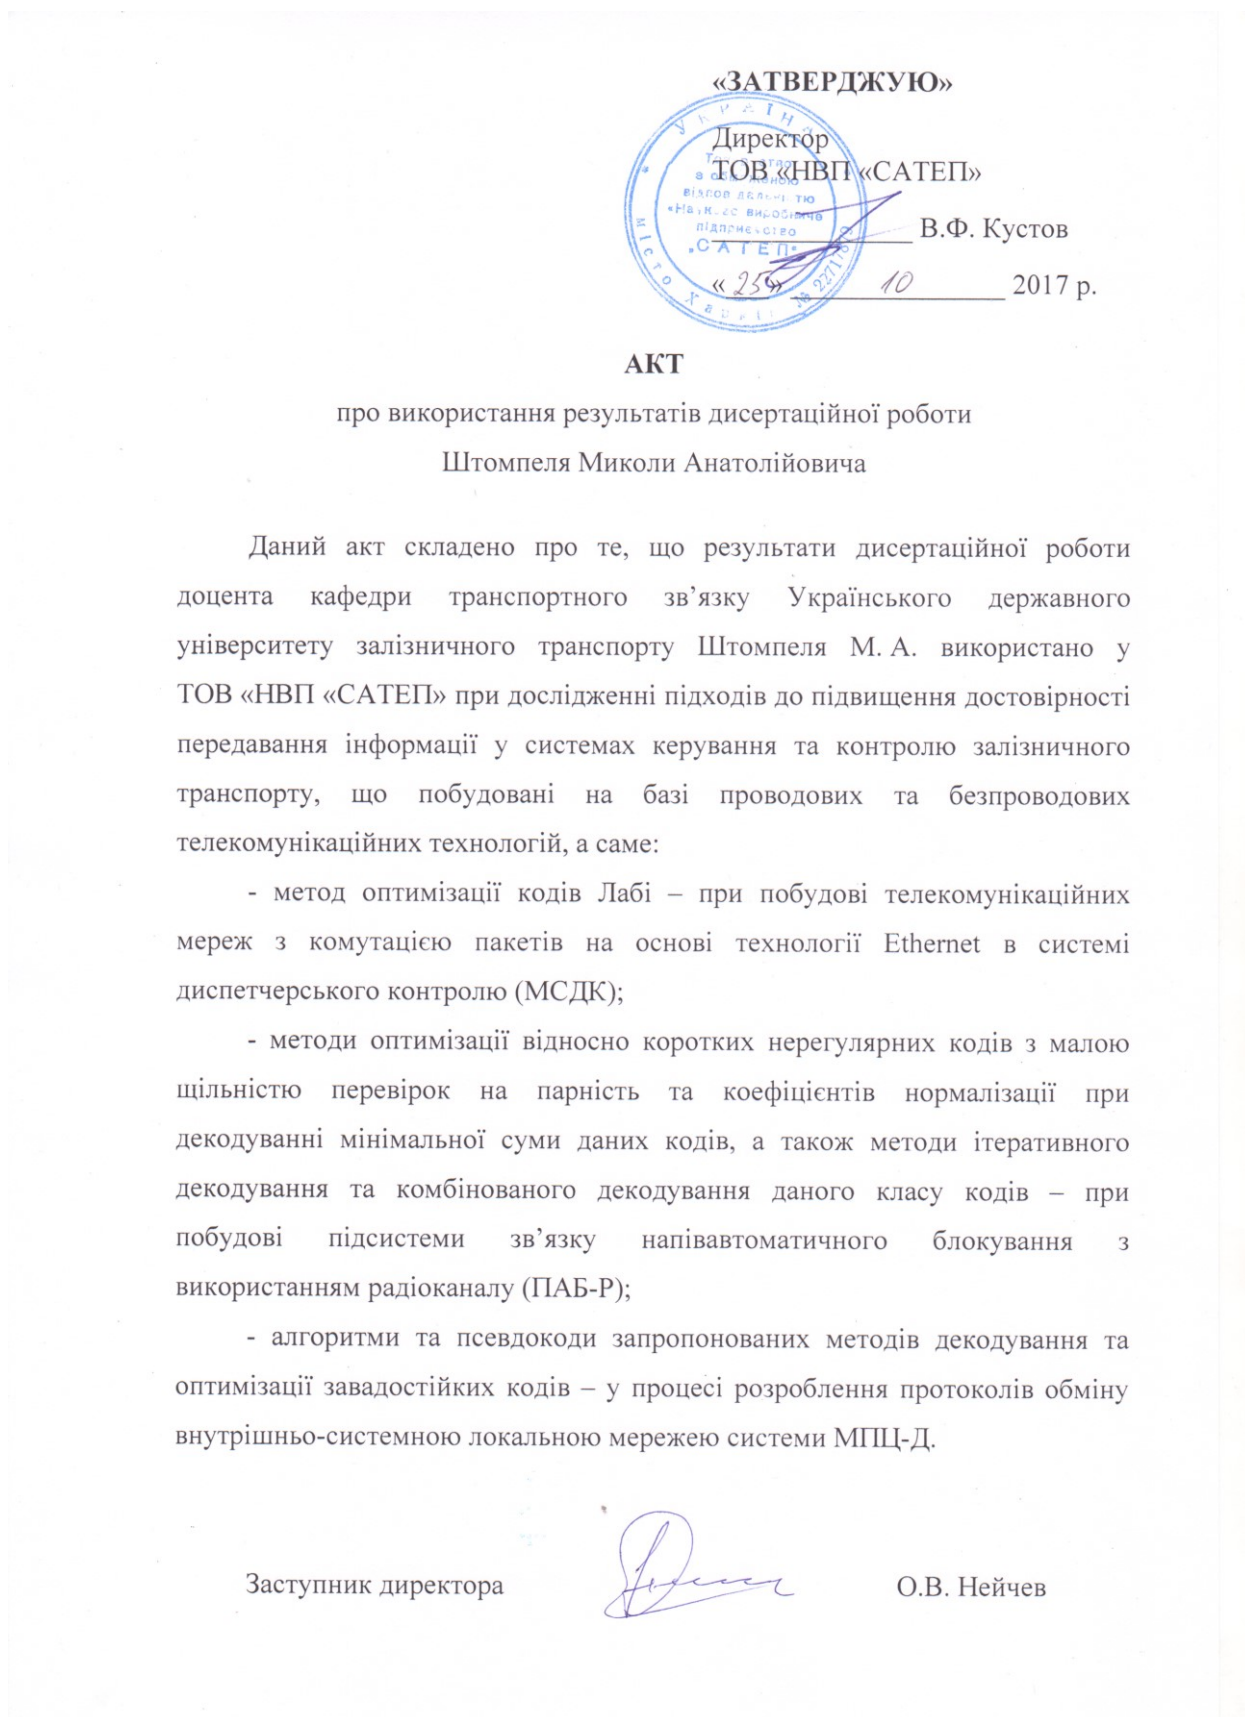 «ЗАТВЕРДЖУЮ»
Директор
ТОВ «НВП «САТЕП»
В.Ф. Кустов
« 25 » 10 2017 р.
УКРАЇНА
місто Харків №
відповідальністю
підприємство
„САТЕП“
АКТ
про використання результатів дисертаційної роботи
Штомпеля Миколи Анатолійовича
Даний акт складено про те, що результати дисертаційної роботи
доцента кафедри транспортного зв’язку Українського державного
університету залізничного транспорту Штомпеля М. А. використано у
ТОВ «НВП «САТЕП» при дослідженні підходів до підвищення достовірності
передавання інформації у системах керування та контролю залізничного
транспорту, що побудовані на базі проводових та безпроводових
телекомунікаційних технологій, а саме:
- метод оптимізації кодів Лабі – при побудові телекомунікаційних
мереж з комутацією пакетів на основі технології Ethernet в системі
диспетчерського контролю (МСДК);
- методи оптимізації відносно коротких нерегулярних кодів з малою
щільністю перевірок на парність та коефіцієнтів нормалізації при
декодуванні мінімальної суми даних кодів, а також методи ітеративного
декодування та комбінованого декодування даного класу кодів – при
побудові підсистеми зв’язку напівавтоматичного блокування з
використанням радіоканалу (ПАБ-Р);
- алгоритми та псевдокоди запропонованих методів декодування та
оптимізації завадостійких кодів – у процесі розроблення протоколів обміну
внутрішньо-системною локальною мережею системи МПЦ-Д.
Заступник директора О.В. Нейчев